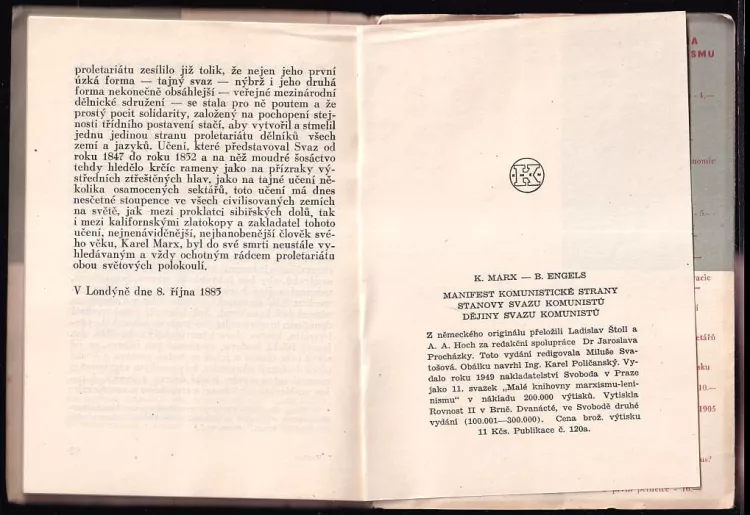 proletariátu zesílilo již tolik, že nejen jeho první
úzká forma — tajný svaz — nýbrž i jeho druhá
forma nekonečně obsáhlejší — veřejné mezinárodní
dělnické sdružení — se stala pro ně poutem a že
prostý pocit solidarity, založený na pochopení stej-
nosti třídního postavení stačí, aby vytvořil a stmelil
jednu jedinou stranu proletariátu dělníků všech
zemí a jazyků. Učení, které představoval Svaz od
roku 1847 do roku 1852 a na něž moudré šosáctvo
tehdy hledělo krčíc rameny jako na přízraky vý-
středních ztřeštěných hlav, jako na tajné učení ně-
kolika osamocených sektářů, toto učení má dnes
nesčetné stoupence ve všech civilisovaných zemích
na světě, jak mezi proklatci sibiřských dolů, tak
i mezi kalifornskými zlatokopy a zakladatel tohoto
učení, nejnenáviděnější, nejhanobenější člověk své-
ho věku, Karel Marx, byl do své smrti neustále vy-
hledávaným a vždy ochotným rádcem proletariátu
obou světových polokoulí.
V Londýně dne 8. října 1885
K. MARX — B. ENGELS
MANIFEST KOMUNISTICKÉ STRANY
STANOVY SVAZU KOMUNISTŮ
DĚJINY SVAZU KOMUNISTŮ
Z německého originálu přeložili Ladislav Štoll a
A. A. Hoch za redakční spolupráce Dr Jaroslava
Procházky. Toto vydání redigovala Miluše Sva-
tošová. Obálku navrhl Ing. Karel Poličanský. Vy-
dalo roku 1949 nakladatelství Svoboda v Praze
jako 11. svazek „Malé knihovny marxismu-leni-
nismu“ v nákladu 200.000 výtisků. Vytiskla
Rovnost II v Brně. Dvanácté, ve Svobodě druhé
vydání (100.001—300.000). Cena brož. výtisku
11 Kčs. Publikace č. 120a.
A
ISMU
- 4.—
nomie
- 5.—
racie
etářů
sku
10.—
1905
us?